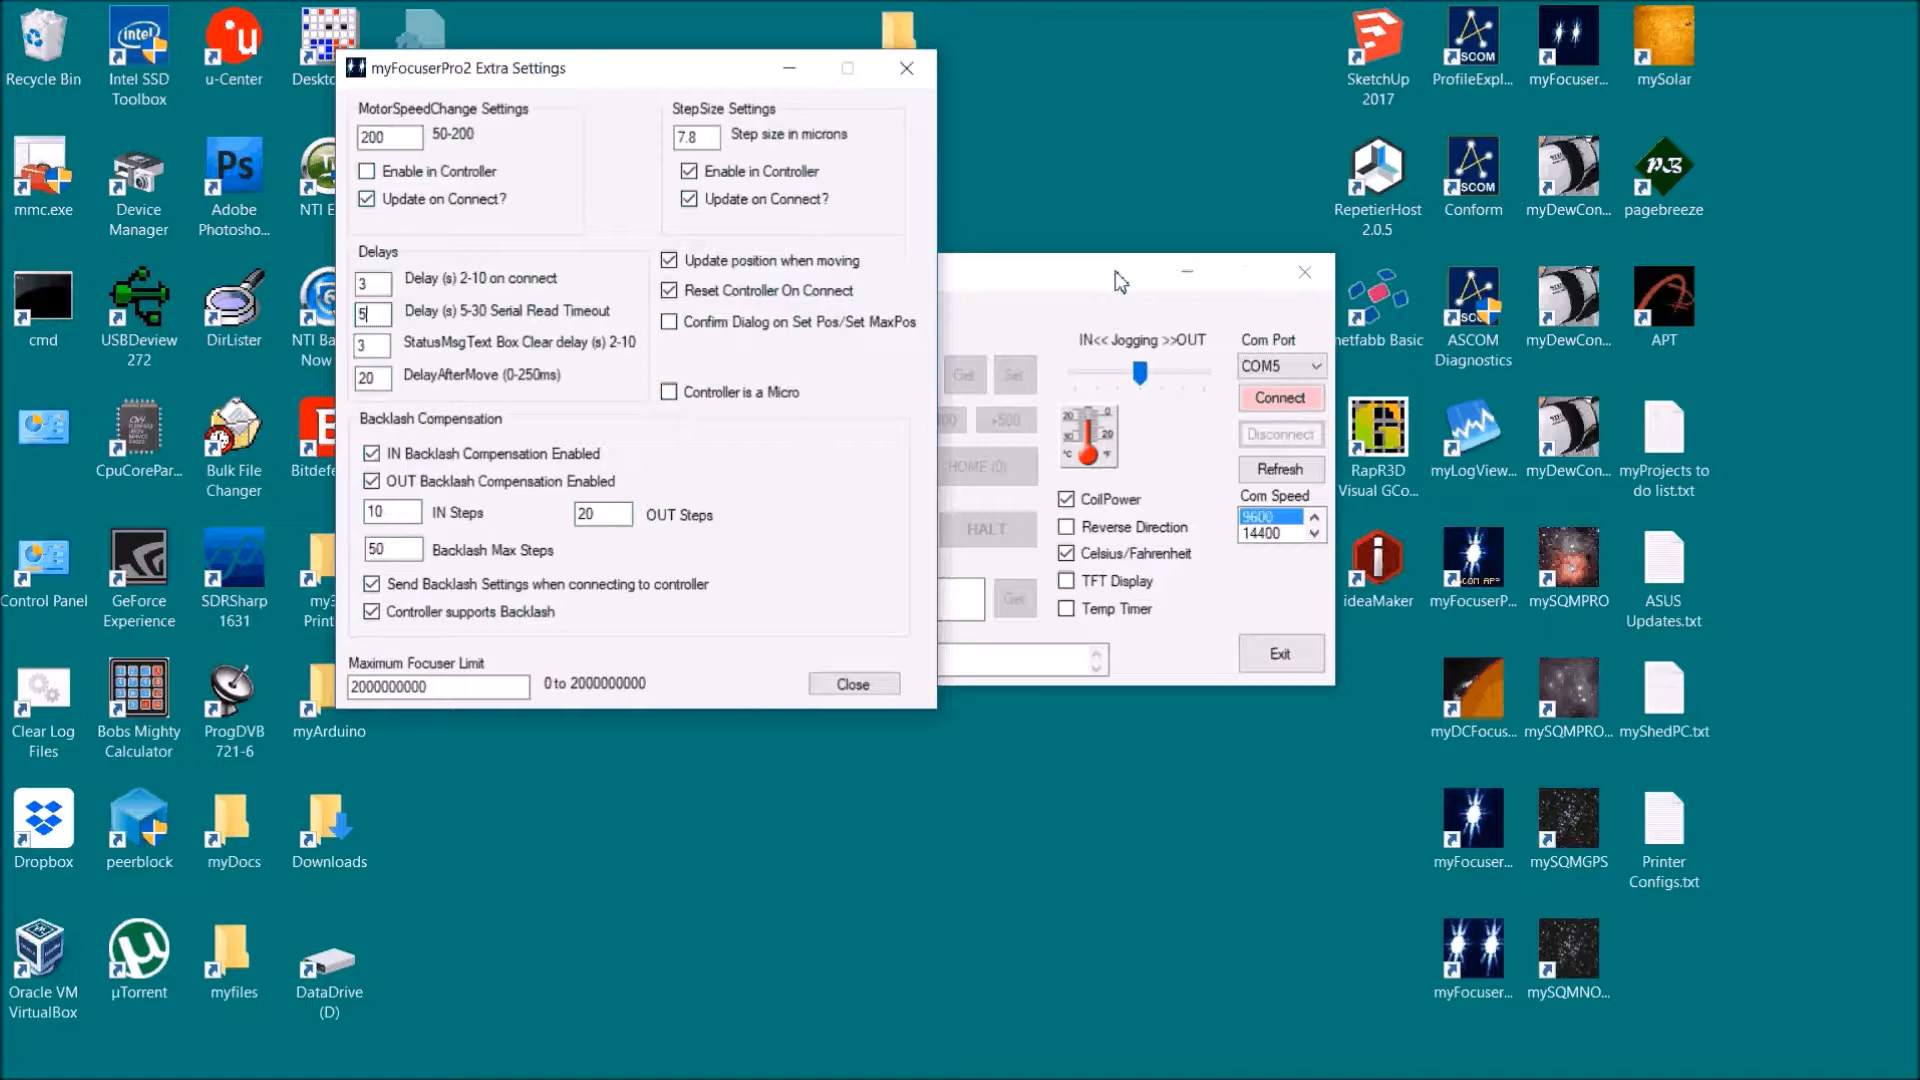 Recycle Bin
Intel SSD
Toolbox
u-Center
mmc.exe
Device
Manager
Adobe
Photosho...
cmd
USBDeview
272
DirLister
CpuCorePar...
Bulk File
Changer
Control Panel
GeForce
Experience
SDRSharp
1631
Clear Log
Files
Bobs Mighty
Calculator
ProgDVB
721-6
myArduino
Dropbox
peerblock
myDocs
Downloads
Oracle VM
VirtualBox
µTorrent
myfiles
DataDrive
(D)
myFocuserPro2 Extra Settings
MotorSpeedChange Settings
200
50-200
Enable in Controller
Update on Connect?
StepSize Settings
7.8
Step size in microns
Enable in Controller
Update on Connect?
Delays
3
Delay (s) 2-10 on connect
5
Delay (s) 5-30 Serial Read Timeout
3
StatusMsgText Box Clear delay (s) 2-10
20
DelayAfterMove (0-250ms)
Update position when moving
Reset Controller On Connect
Confirm Dialog on Set Pos/Set MaxPos
Controller is a Micro
Backlash Compensation
IN Backlash Compensation Enabled
OUT Backlash Compensation Enabled
10
IN Steps
20
OUT Steps
50
Backlash Max Steps
Send Backlash Settings when connecting to controller
Controller supports Backlash
Maximum Focuser Limit
2000000000
0 to 2000000000
Close
IN<< Jogging >>OUT
Com Port
COM5
Get
Set
Connect
+500
Disconnect
HOME (0)
Refresh
Com Speed
9600
14400
HALT
CoilPower
Reverse Direction
Celsius/Fahrenheit
TFT Display
Temp Timer
Get
Exit
SketchUp
2017
ProfileExpl...
myFocuser...
mySolar
RepetierHost
2.0.5
Conform
myDewCon...
pagebreeze
netfabb Basic
ASCOM
Diagnostics
myDewCon...
APT
RapR3D
Visual GCo...
myLogView...
myDewCon...
myProjects to
do list.txt
ideaMaker
myFocuserP...
mySQMPRO
ASUS
Updates.txt
myDCFocus...
mySQMPRO...
myShedPC.txt
myFocuser...
mySQMGPS
Printer
Configs.txt
myFocuser...
mySQMNO...